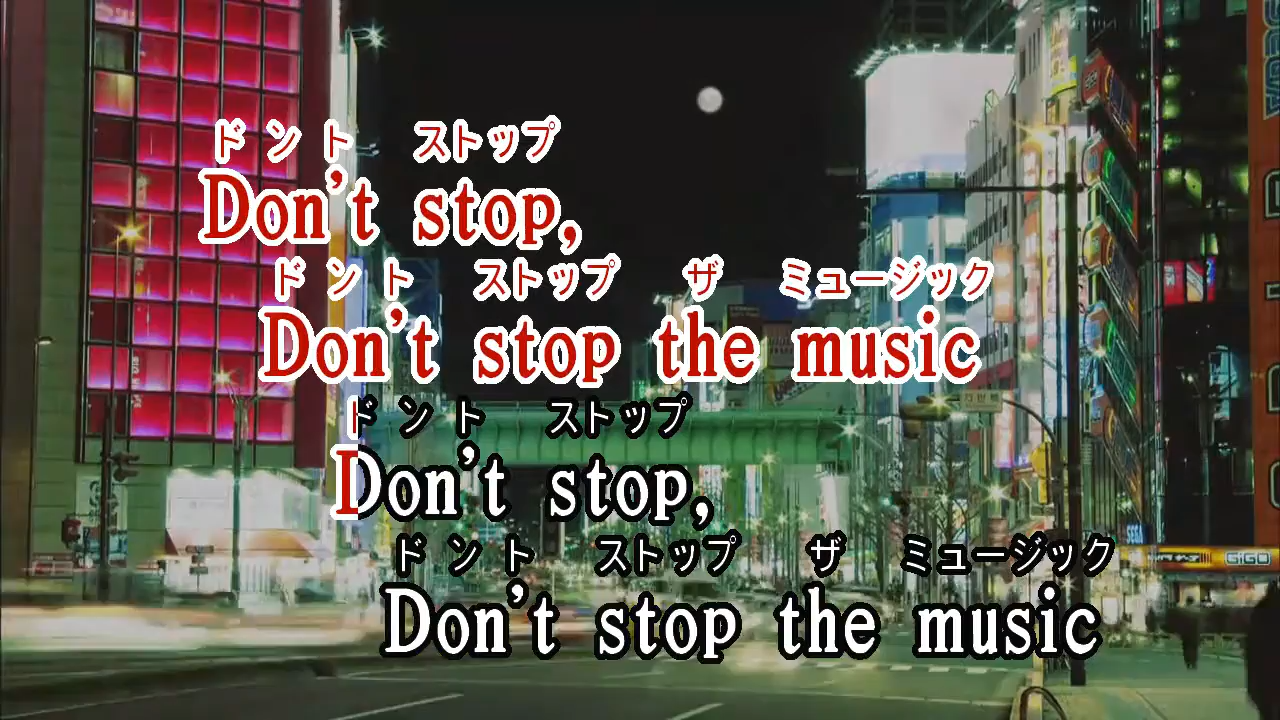 ドント ストップ
Don't stop,
ドント ストップ ザ ミュージック
Don't stop the music
ドント ストップ
Don't stop,
ドント ストップ ザ ミュージック
Don't stop the music
SEGA
GiGO